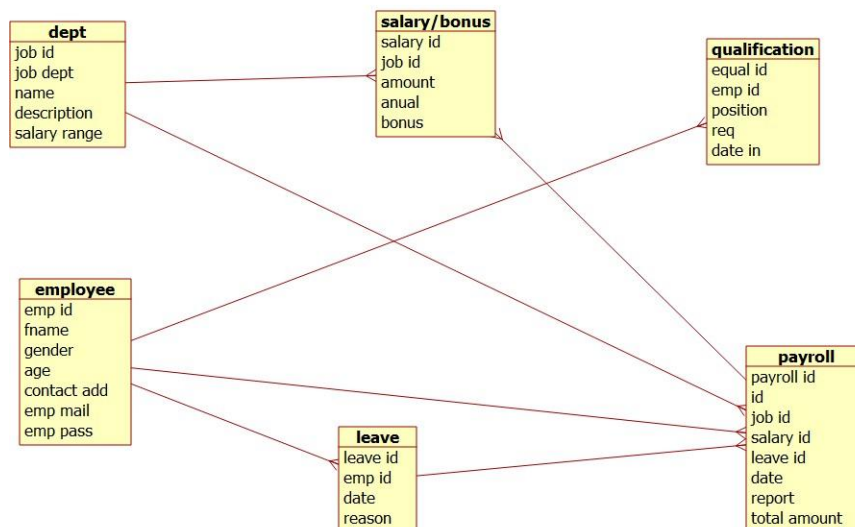 dept
job id
job dept
name
description
salary range
salary/bonus
salary id
job id
amount
anual
bonus
qualification
equal id
emp id
position
req
date in
employee
emp id
fname
gender
age
contact add
emp mail
emp pass
leave
leave id
emp id
date
reason
payroll
payroll id
id
job id
salary id
leave id
date
report
total amount